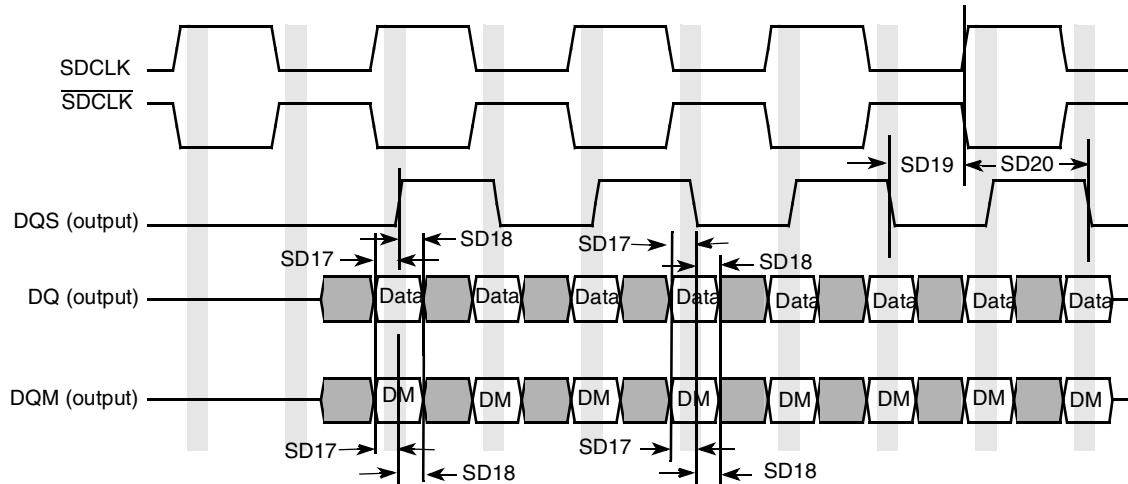 SDCLK
SDCLK
SD19 SD20
DQS (output)
SD18 SD17
SD17 SD18
DQ (output) Data Data Data Data Data Data Data Data
DQM (output) DM DM DM DM DM DM DM DM
SD17 SD17
SD18 SD18